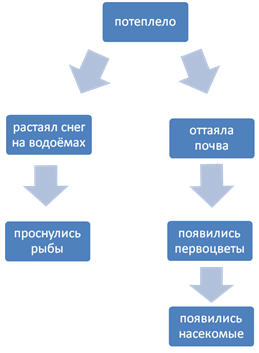 потеплело
растаял снег
на водоёмах
оттаяла
почва
проснулись
рыбы
появились
первоцветы
появились
насекомые